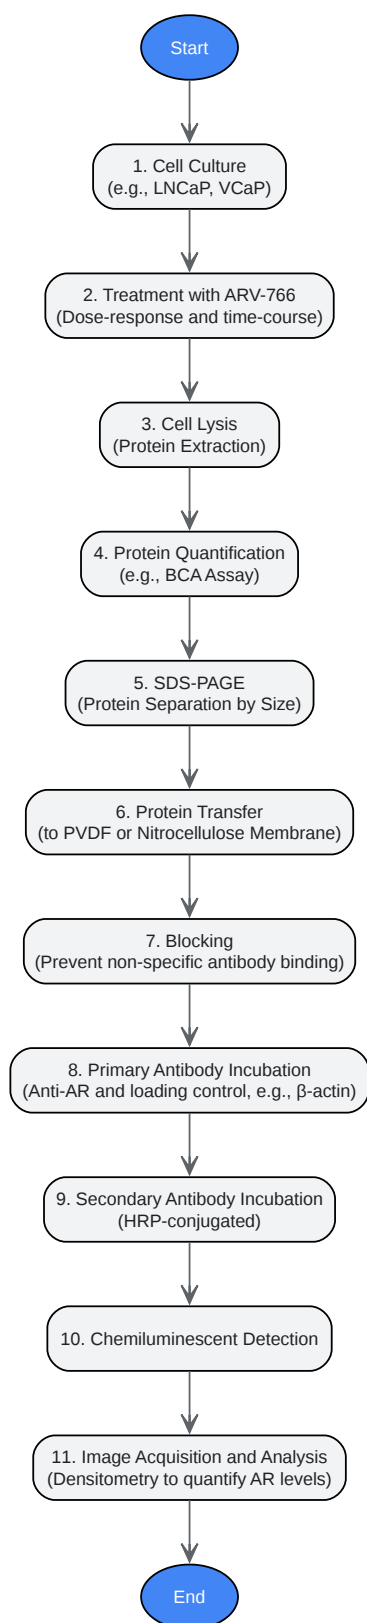 Start
1. Cell Culture
(e.g., LNCaP, VCaP)
2. Treatment with ARV-766
(Dose-response and time-course)
3. Cell Lysis
(Protein Extraction)
4. Protein Quantification
(e.g., BCA Assay)
5. SDS-PAGE
(Protein Separation by Size)
6. Protein Transfer
(to PVDF or Nitrocellulose Membrane)
7. Blocking
(Prevent non-specific antibody binding)
8. Primary Antibody Incubation
(Anti-AR and loading control, e.g., β-actin)
9. Secondary Antibody Incubation
(HRP-conjugated)
10. Chemiluminescent Detection
11. Image Acquisition and Analysis
(Densitometry to quantify AR levels)
End